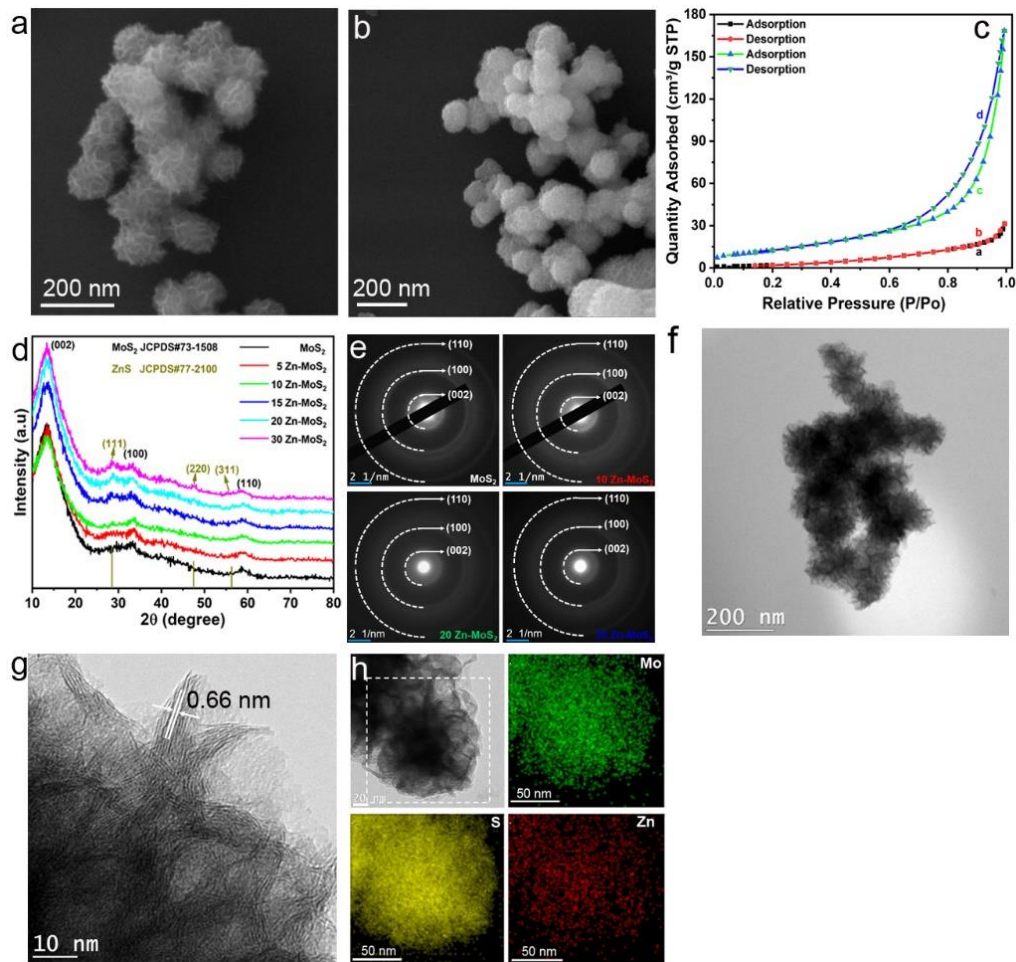 a
200 nm
b
200 nm
c
Adsorption
Desorption
Adsorption
Desorption
Quantity Adsorbed (cm³/g STP)
180
150
120
90
60
30
0
d
c
b
a
0.0 0.2 0.4 0.6 0.8 1.0
Relative Pressure (P/Po)
d
(002)
MoS₂ JCPDS#73-1508
ZnS JCPDS#77-2100
MoS₂
5 Zn-MoS₂
10 Zn-MoS₂
15 Zn-MoS₂
20 Zn-MoS₂
30 Zn-MoS₂
(111)
(100)
(220)
(311)
(110)
Intensity (a.u)
10 20 30 40 50 60 70 80
2θ (degree)
e
(110)
(100)
(002)
2 1/nm
MoS₂
(110)
(100)
(002)
2 1/nm
10 Zn-MoS₂
(110)
(100)
(002)
2 1/nm
20 Zn-MoS₂
(110)
(100)
(002)
2 1/nm
Zn-MoS₂
f
200 nm
g
0.66 nm
10 nm
h
20 nm
Mo
50 nm
S
50 nm
Zn
50 nm